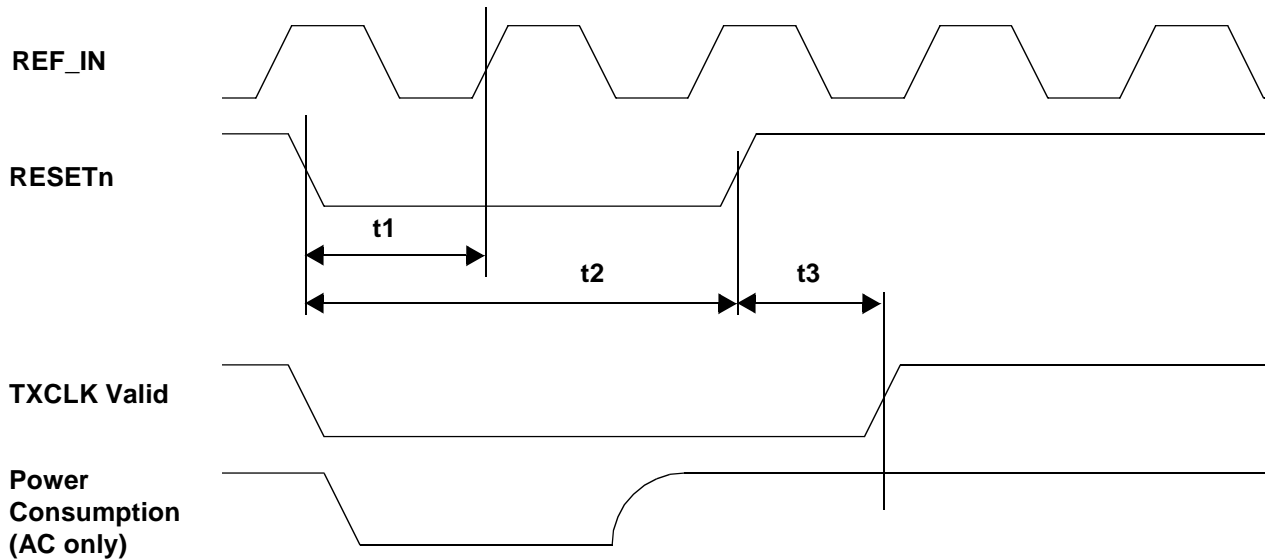 REF_IN
RESETn
t1
t2
t3
TXCLK Valid
Power
Consumption
(AC only)